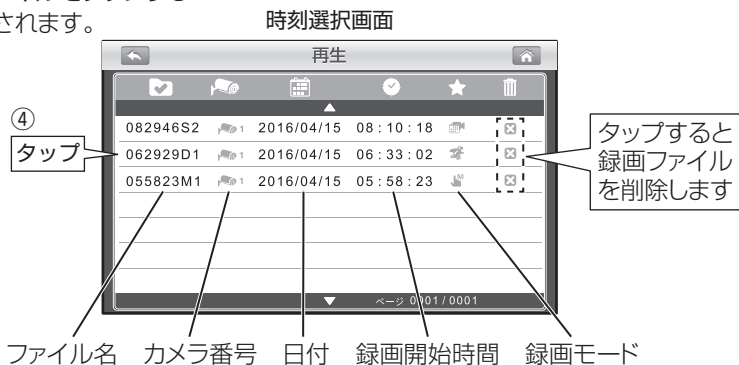 されます。
時刻選択画面
再生
④
タップ
082946S2 1 2016/04/15 08:10:18
062929D1 1 2016/04/15 06:33:02
055823M1 1 2016/04/15 05:58:23 M
タップすると
録画ファイル
を削除します
ページ 0001/0001
ファイル名 カメラ番号 日付 録画開始時間 録画モード